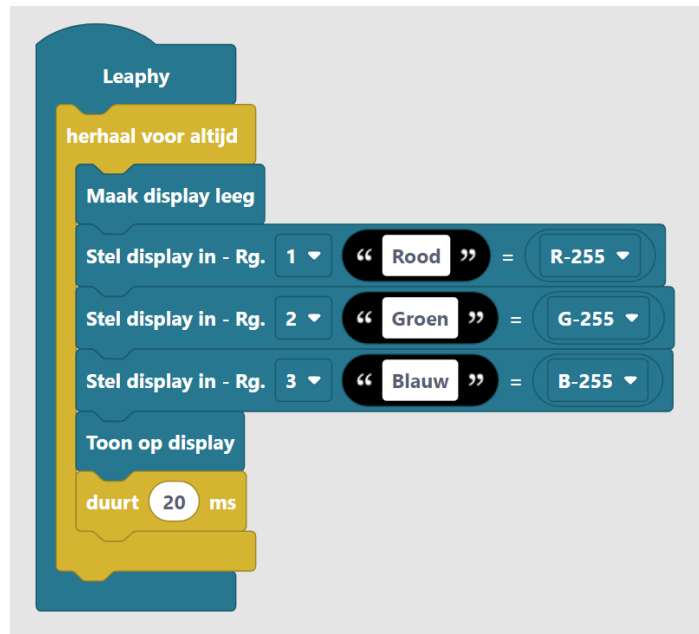 Leaphy
herhaal voor altijd
Maak display leeg
Stel display in - Rg. 1 “ Rood ” = R-255
Stel display in - Rg. 2 “ Groen ” = G-255
Stel display in - Rg. 3 “ Blauw ” = B-255
Toon op display
duurt 20 ms